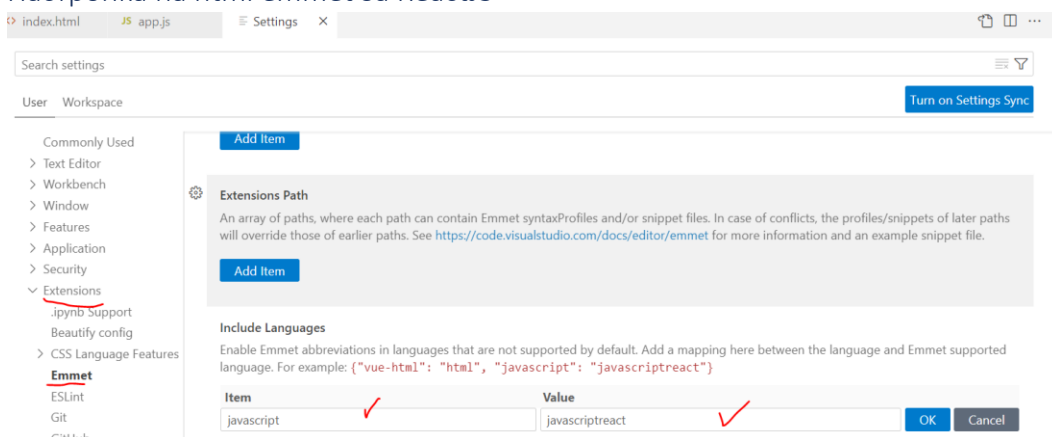 index.html JS app.js Settings
Search settings
User Workspace
Turn on Settings Sync
Commonly Used
Text Editor
Workbench
Window
Features
Application
Security
Extensions
.ipynb Support
Beautify config
CSS Language Features
Emmet
ESLint
Git
Add Item
Extensions Path
An array of paths, where each path can contain Emmet syntaxProfiles and/or snippet files. In case of conflicts, the profiles/snippets of later paths
will override those of earlier paths. See https://code.visualstudio.com/docs/editor/emmet for more information and an example snippet file.
Add Item
Include Languages
Enable Emmet abbreviations in languages that are not supported by default. Add a mapping here between the language and Emmet supported
language. For example: {"vue-html": "html", "javascript": "javascriptreact"}
Item Value
javascript javascriptreact OK Cancel